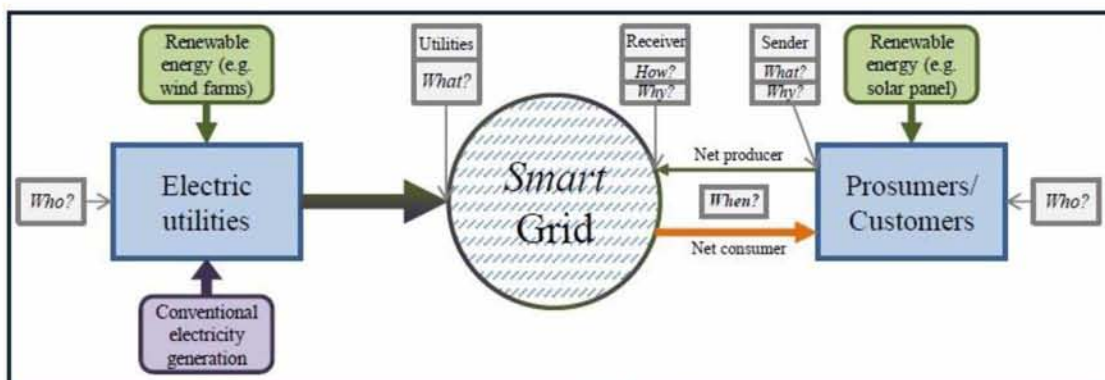 Renewable
energy (e.g.
wind farms)
Utilities
What?
Receiver
How?
Why?
Sender
What?
Why?
Renewable
energy (e.g.
solar panel)
Who?
Electric
utilities
Smart
Grid
Net producer
When?
Net consumer
Prosumers/
Customers
Who?
Conventional
electricity
generation